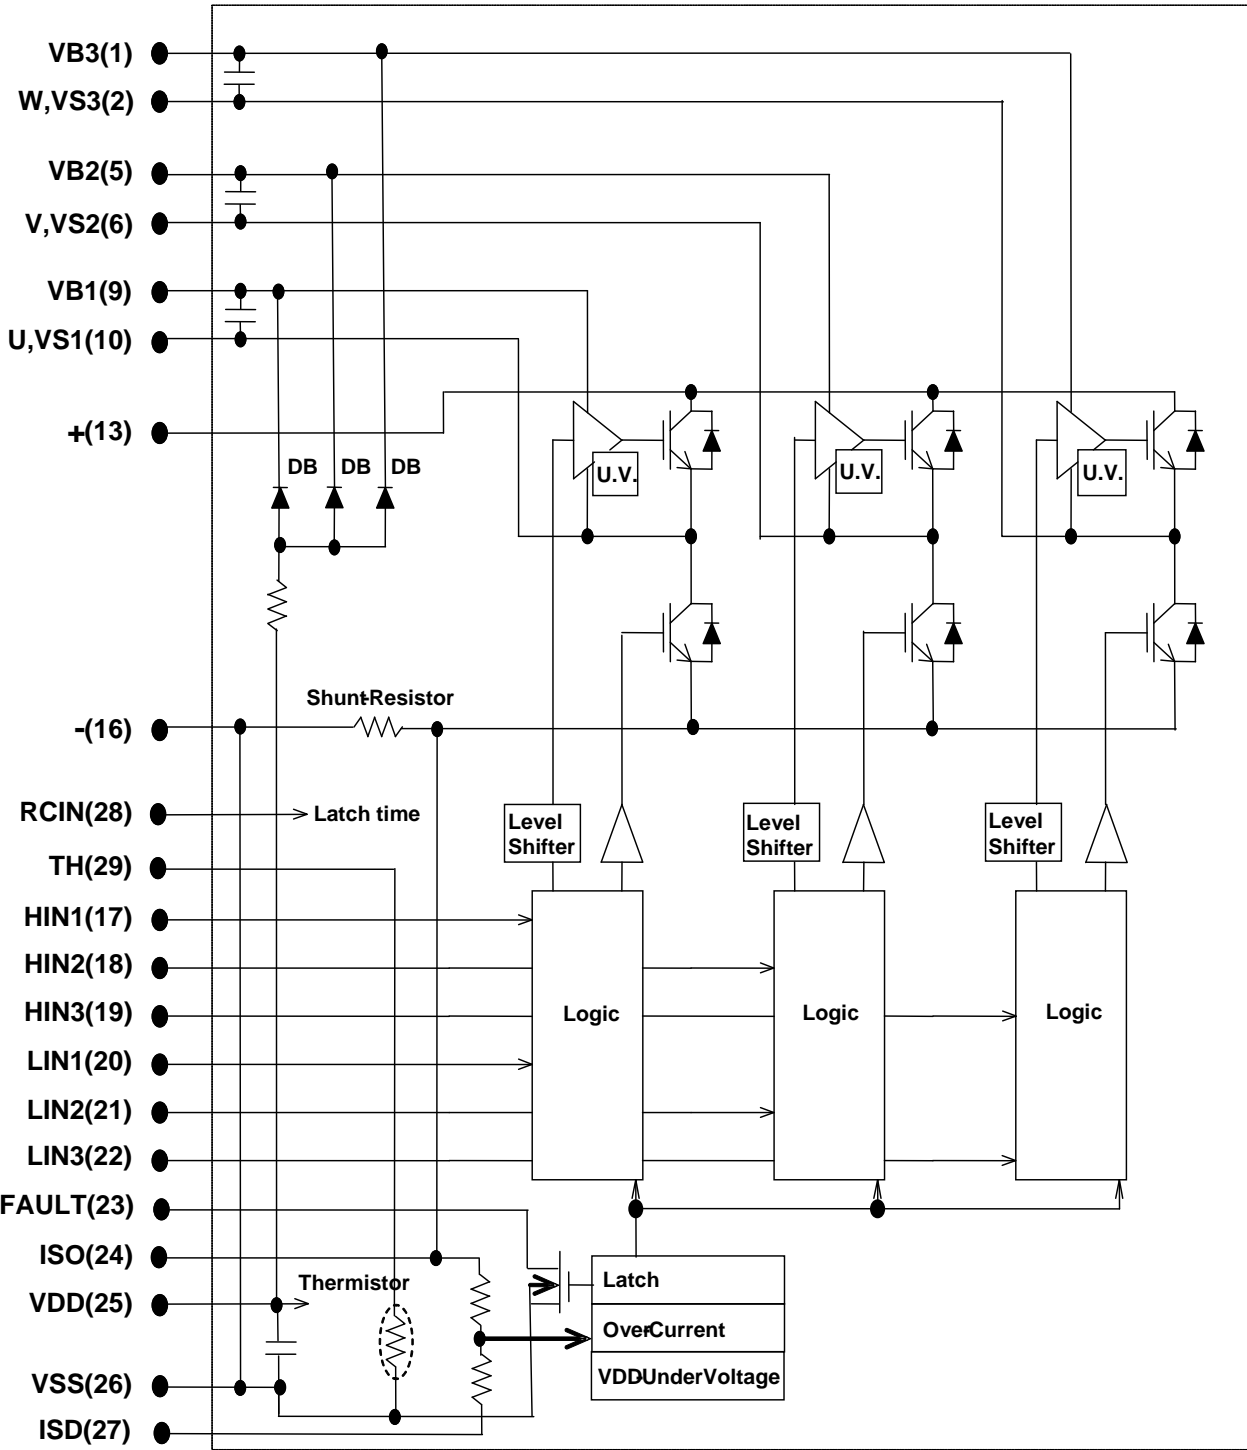 VB3(1)
W,VS3(2)
VB2(5)
V,VS2(6)
VB1(9)
U,VS1(10)
+(13)
DB DB DB
U.V. U.V. U.V.
Shunt-Resistor
-(16)
RCIN(28)
Latch time
Level
Shifter
Level
Shifter
Level
Shifter
TH(29)
HIN1(17)
HIN2(18)
HIN3(19)
Logic Logic Logic
LIN1(20)
LIN2(21)
LIN3(22)
FAULT(23)
ISO(24)
Thermistor
Latch
VDD(25)
OverCurrent
VDD-UnderVoltage
VSS(26)
ISD(27)